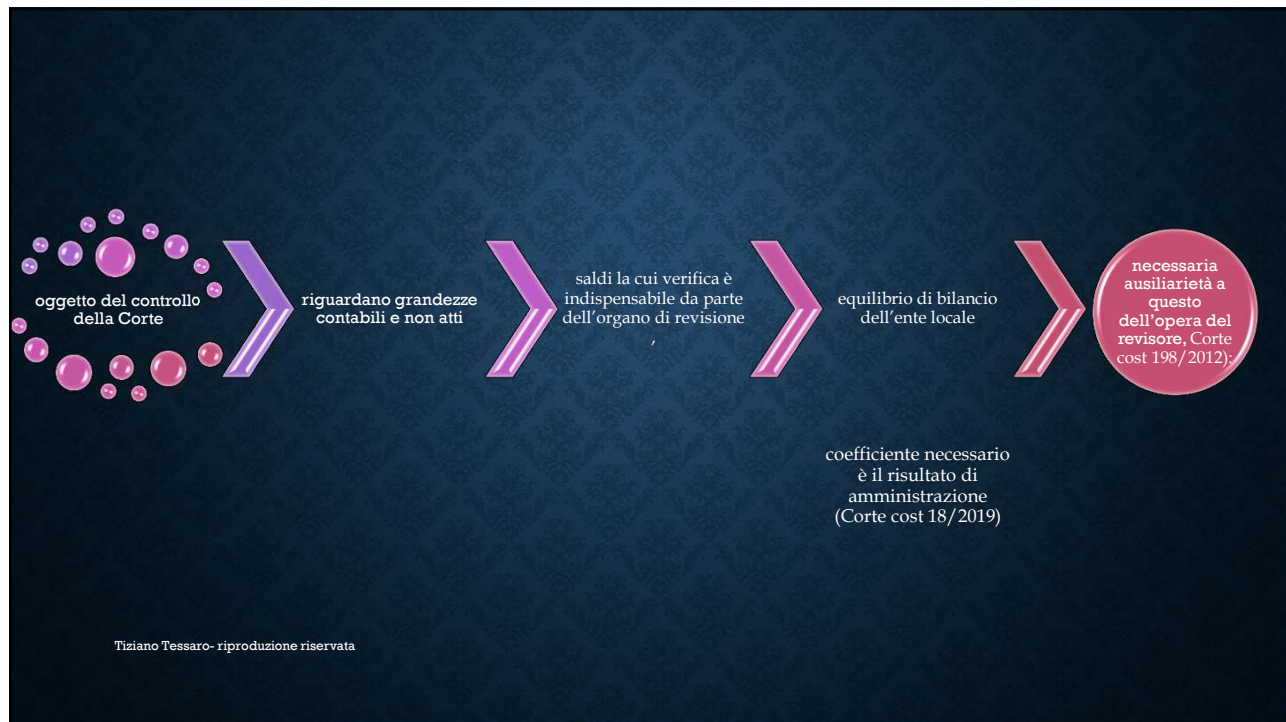 oggetto del controllo
della Corte
riguardano grandezze
contabili e non atti
saldi la cui verifica è
indispensabile da parte
dell’organo di revisione
,
equilibrio di bilancio
dell’ente locale
necessaria
ausiliarietà a
questo
dell’opera del
revisore, Corte
cost 198/2012);
coefficiente necessario
è il risultato di
amministrazione
(Corte cost 18/2019)
Tiziano Tessaro- riproduzione riservata